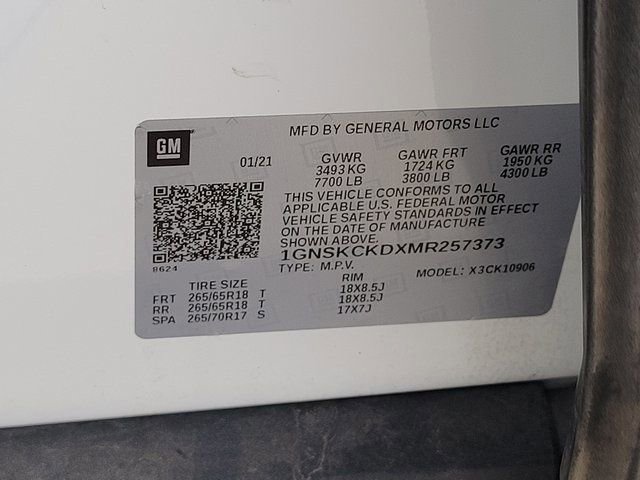 MFD BY GENERAL MOTORS LLC
GM
01/21
GVWR GAWR FRT GAWR RR
3493 KG 1724 KG 1950 KG
7700 LB 3800 LB 4300 LB
THIS VEHICLE CONFORMS TO ALL
APPLICABLE U.S. FEDERAL MOTOR
VEHICLE SAFETY STANDARDS IN EFFECT
ON THE DATE OF MANUFACTURE
SHOWN ABOVE.
1GNSKCKDXMR257373
8624
TYPE: M.P.V. MODEL: X3CK10906
TIRE SIZE RIM
FRT 265/65R18 T 18X8.5J
RR 265/65R18 T 18X8.5J
SPA 265/70R17 S 17X7J